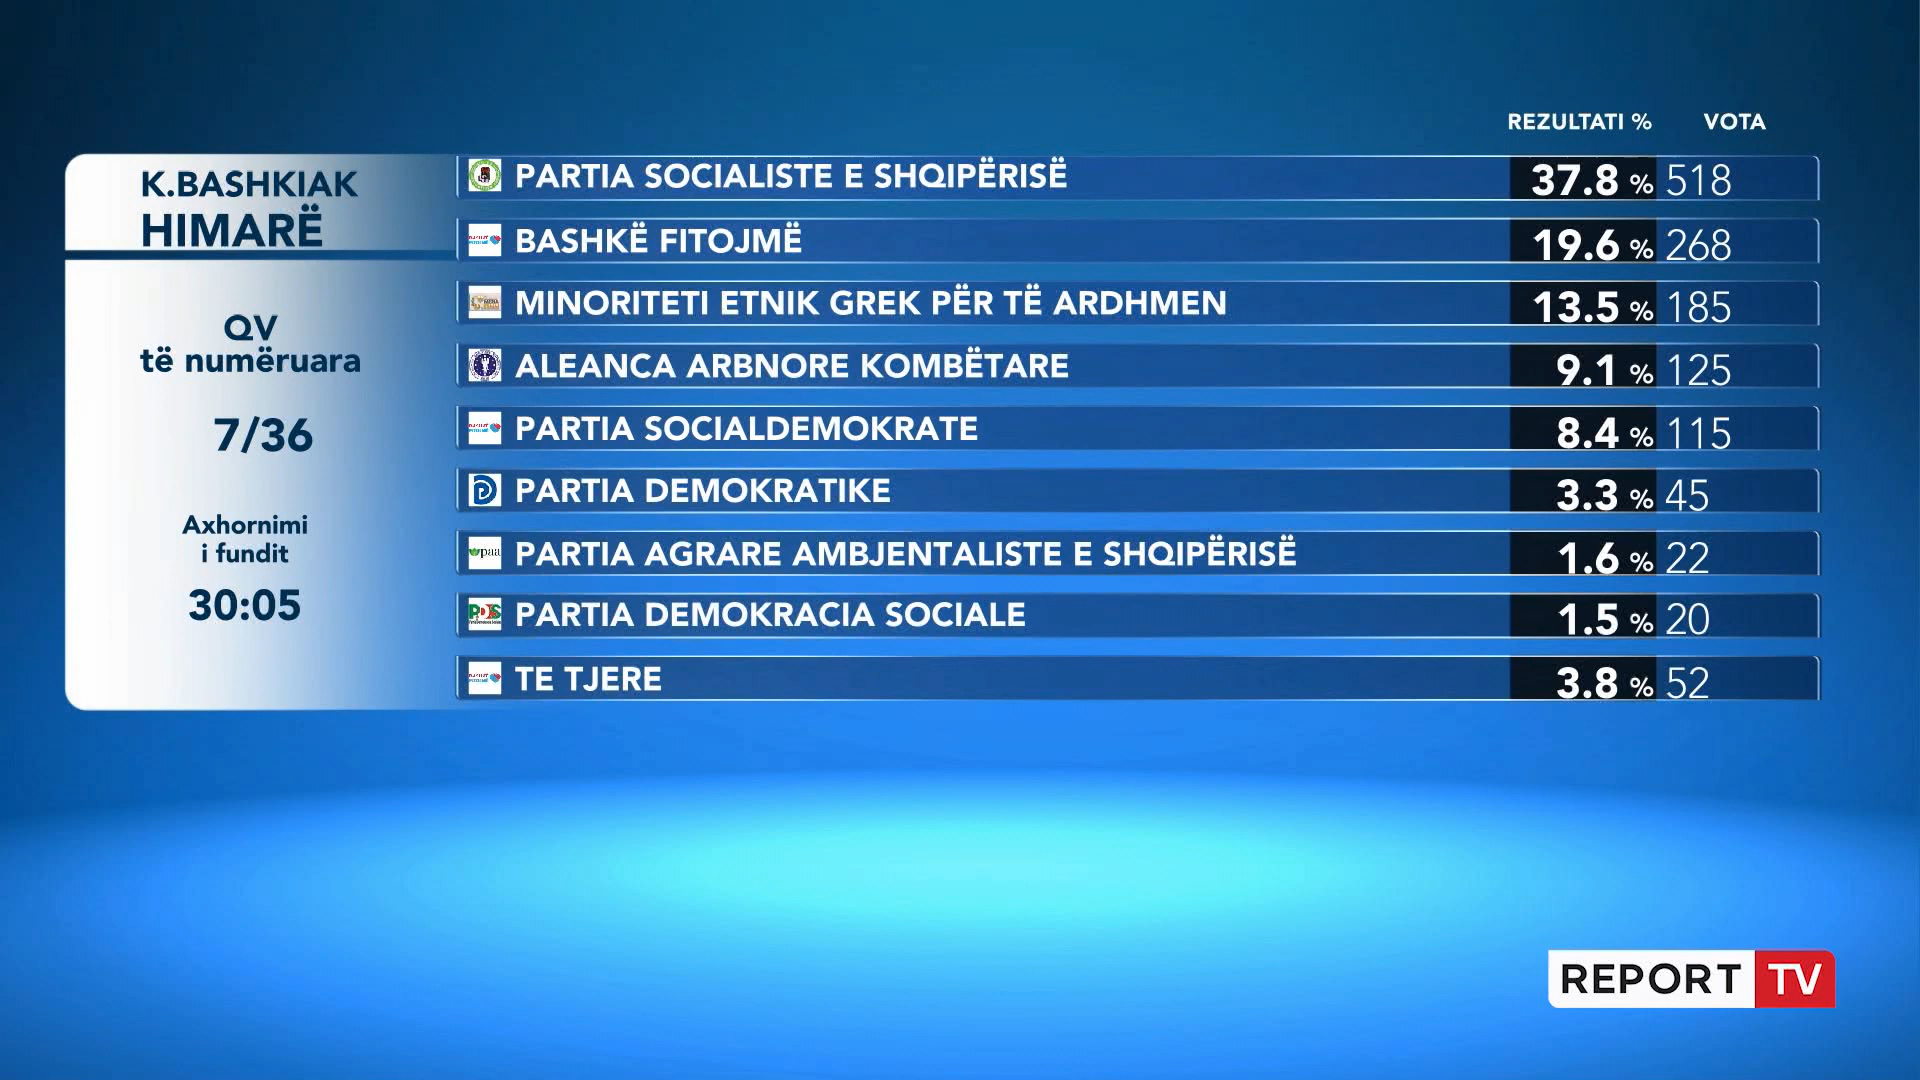 REZULTATI % VOTA
K.BASHKIAK
HIMARË
QV
të numëruara
7/36
Axhornimi
i fundit
30:05
PARTIA SOCIALISTE E SHQIPËRISË 37.8 % 518
BASHKË FITOJMË 19.6 % 268
MINORITETI ETNIK GREK PËR TË ARDHMEN 13.5 % 185
ALEANCA ARBNORE KOMBËTARE 9.1 % 125
PARTIA SOCIALDEMOKRATE 8.4 % 115
PARTIA DEMOKRATIKE 3.3 % 45
paa PARTIA AGRARE AMBJENTALISTE E SHQIPËRISË 1.6 % 22
PDS PARTIA DEMOKRACIA SOCIALE 1.5 % 20
TE TJERE 3.8 % 52
REPORT TV